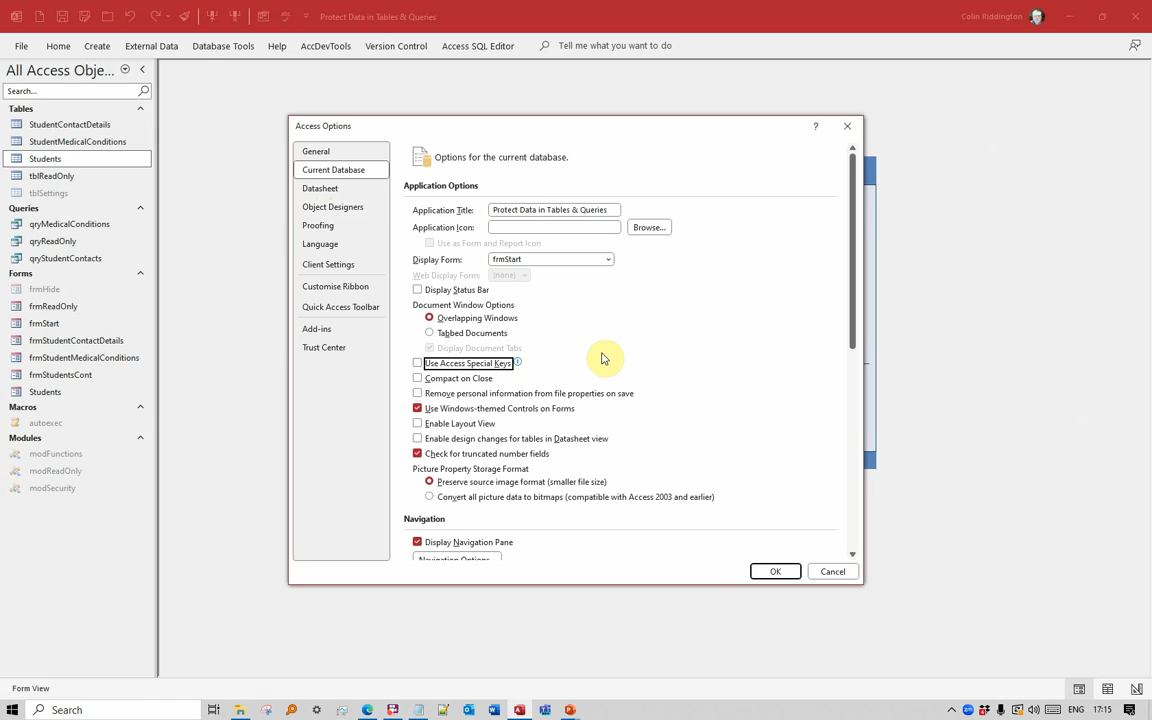 Protect Data in Tables & Queries
Colin Riddington
File Home Create External Data Database Tools Help AccDevTools Version Control Access SQL Editor Tell me what you want to do
All Access Obje...
Search...
Tables
StudentContactDetails
StudentMedicalConditions
Students
tblReadOnly
tblSettings
Queries
qryMedicalConditions
qryReadOnly
qryStudentContacts
Forms
frmHide
frmReadOnly
frmStart
frmStudentContactDetails
frmStudentMedicalConditions
frmStudentsCont
Students
Macros
autoexec
Modules
modFunctions
modReadOnly
modSecurity
Access Options ?
General
Current Database
Datasheet
Object Designers
Proofing
Language
Client Settings
Customise Ribbon
Quick Access Toolbar
Add-ins
Trust Center
Options for the current database.
Application Options
Application Title: Protect Data in Tables & Queries
Application Icon: Browse...
Use as Form and Report Icon
Display Form: frmStart
Web Display Form: (none)
Display Status Bar
Document Window Options
Overlapping Windows
Tabbed Documents
Display Document Tabs
Use Access Special Keys
Compact on Close
Remove personal information from file properties on save
Use Windows-themed Controls on Forms
Enable Layout View
Enable design changes for tables in Datasheet view
Check for truncated number fields
Picture Property Storage Format
Preserve source image format (smaller file size)
Convert all picture data to bitmaps (compatible with Access 2003 and earlier)
Navigation
Display Navigation Pane
Navigation Options...
OK Cancel
Form View
Search
ENG 17:15